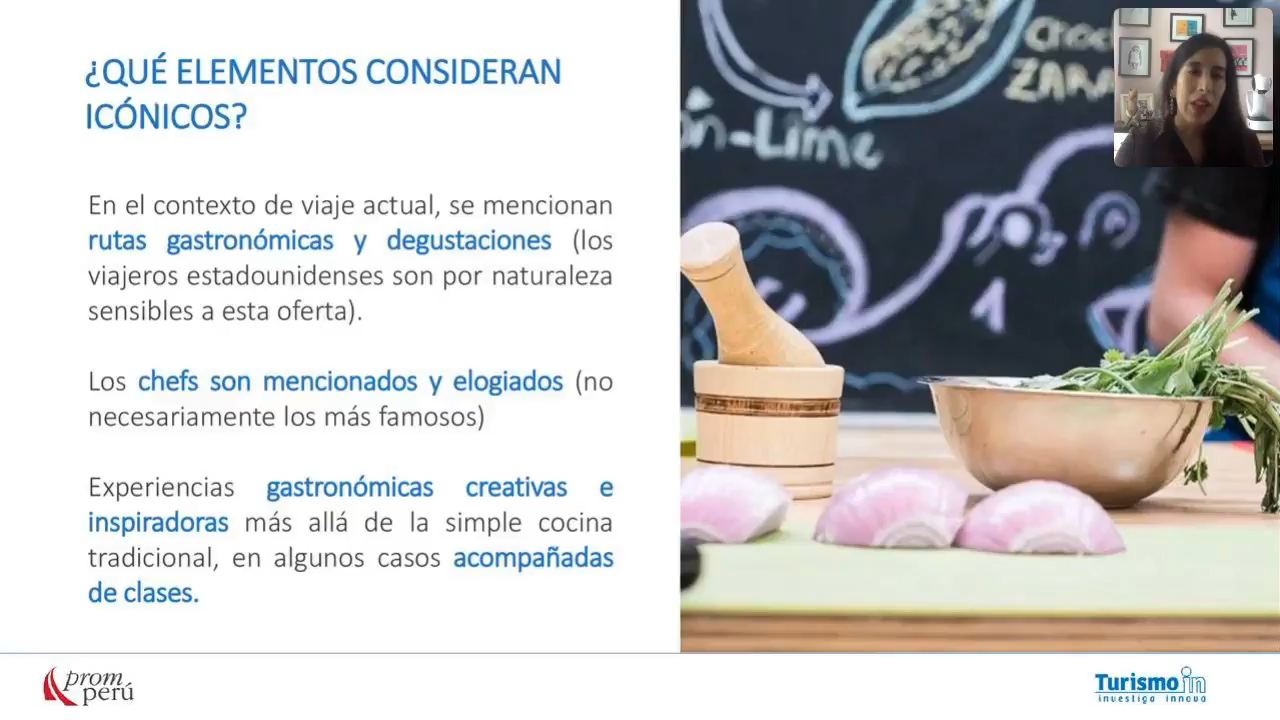 ¿QUÉ ELEMENTOS CONSIDERAN
ICÓNICOS?
En el contexto de viaje actual, se mencionan
rutas gastronómicas y degustaciones (los
viajeros estadounidenses son por naturaleza
sensibles a esta oferta).
Los chefs son mencionados y elogiados (no
necesariamente los más famosos)
Experiencias gastronómicas creativas e
inspiradoras más allá de la simple cocina
tradicional, en algunos casos acompañadas
de clases.
Lime
prom
perú
Turismo in
investiga innova